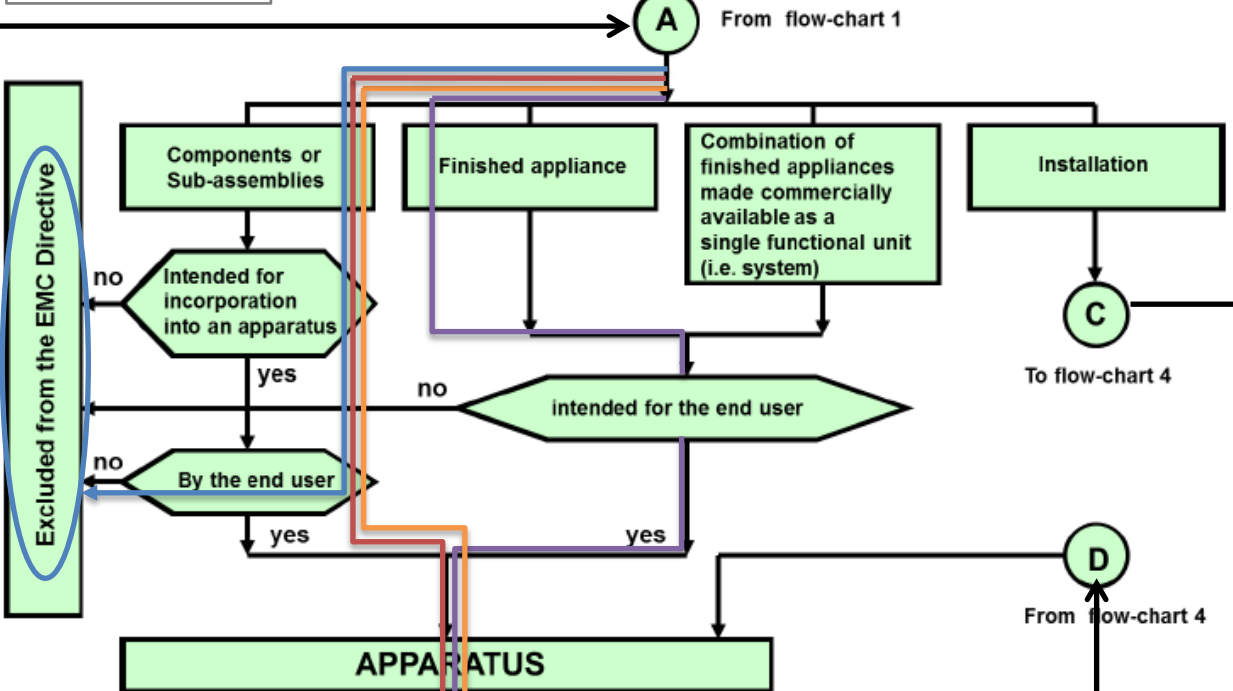 A
From flow-chart 1
Excluded from the EMC Directive
Components or
Sub-assemblies
Finished appliance
Combination of
finished appliances
made commercially
available as a
single functional unit
(i.e. system)
Installation
no
Intended for
incorporation
into an apparatus
C
To flow-chart 4
yes
no
intended for the end user
no
By the end user
yes
yes
D
From flow-chart 4
APPARATUS